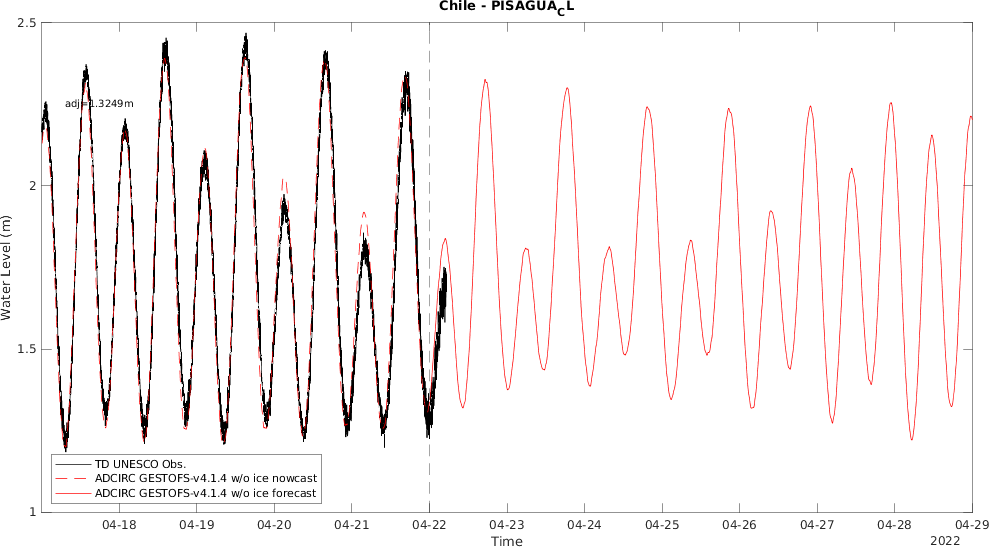 Chile - PISAGUA_CL
Water Level (m)
2.5
2
1.5
1
adj=1.3249m
TD UNESCO Obs.
ADCIRC GESTOFS-v4.1.4 w/o ice nowcast
ADCIRC GESTOFS-v4.1.4 w/o ice forecast
04-18 04-19 04-20 04-21 04-22 04-23 04-24 04-25 04-26 04-27 04-28 04-29
Time
2022